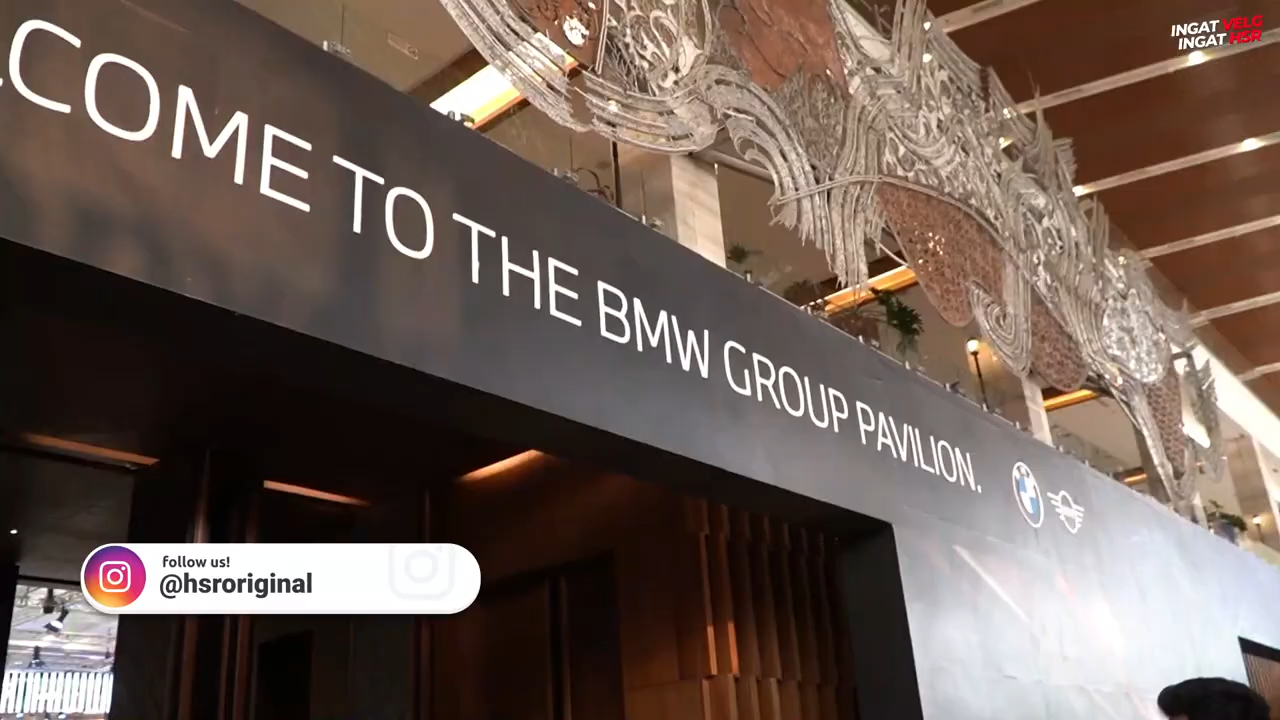 INGAT VELG
INGAT HSR
COME TO THE BMW GROUP PAVILION.
follow us!
@hsroriginal